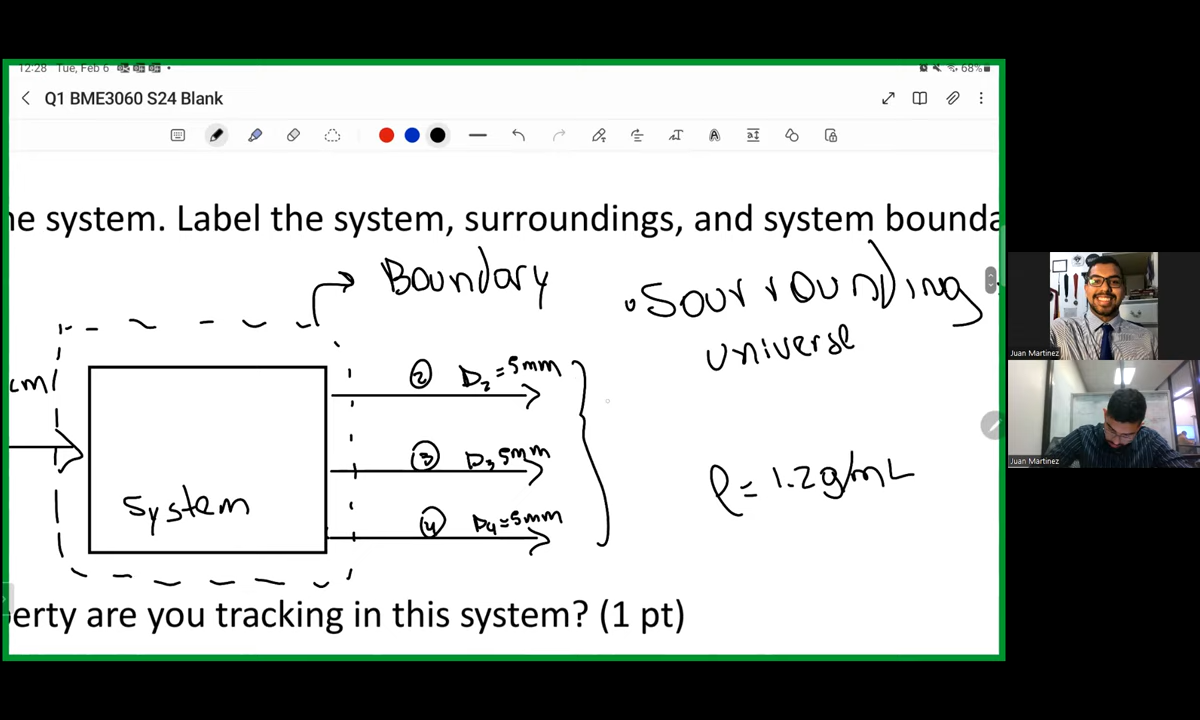 12:28 Tue, Feb 6
68%
Q1 BME3060 S24 Blank
he system. Label the system, surroundings, and system bounda
Boundary
Sourrounding
universe
cm
② D₂ = 5mm
③ D₃ 5mm
④ D₄ = 5mm
System
ρ = 1.2g/mL
perty are you tracking in this system? (1 pt)
Juan Martinez
Juan Martinez